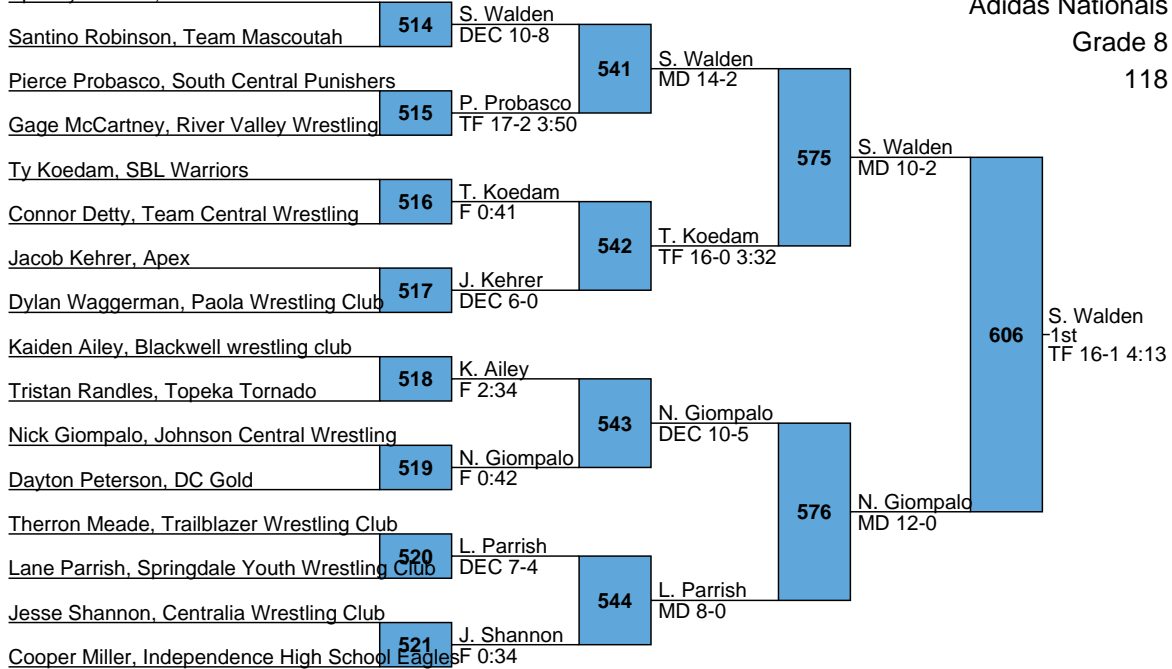 Adidas Nationals
Grade 8
118
Santino Robinson, Team Mascoutah
Pierce Probasco, South Central Punishers
Gage McCartney, River Valley Wrestling
Ty Koedam, SBL Warriors
Connor Detty, Team Central Wrestling
Jacob Kehrer, Apex
Dylan Waggerman, Paola Wrestling Club
Kaiden Ailey, Blackwell wrestling club
Tristan Randles, Topeka Tornado
Nick Giompalo, Johnson Central Wrestling
Dayton Peterson, DC Gold
Therron Meade, Trailblazer Wrestling Club
Lane Parrish, Springdale Youth Wrestling Club
Jesse Shannon, Centralia Wrestling Club
Cooper Miller, Independence High School Eagles
514
S. Walden
DEC 10-8
515
P. Probasco
TF 17-2 3:50
516
T. Koedam
F 0:41
517
J. Kehrer
DEC 6-0
518
K. Ailey
F 2:34
519
N. Giompalo
F 0:42
520
L. Parrish
DEC 7-4
521
J. Shannon
F 0:34
541
S. Walden
MD 14-2
542
T. Koedam
TF 16-0 3:32
543
N. Giompalo
DEC 10-5
544
L. Parrish
MD 8-0
575
S. Walden
MD 10-2
576
N. Giompalo
MD 12-0
606
S. Walden
1st
TF 16-1 4:13